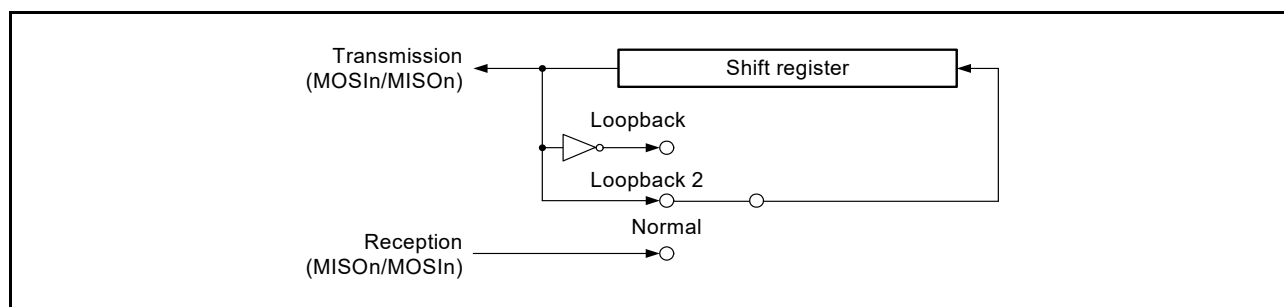 Transmission
(MOSIn/MISOn)
Shift register
Loopback
Loopback 2
Normal
Reception
(MISOn/MOSIn)